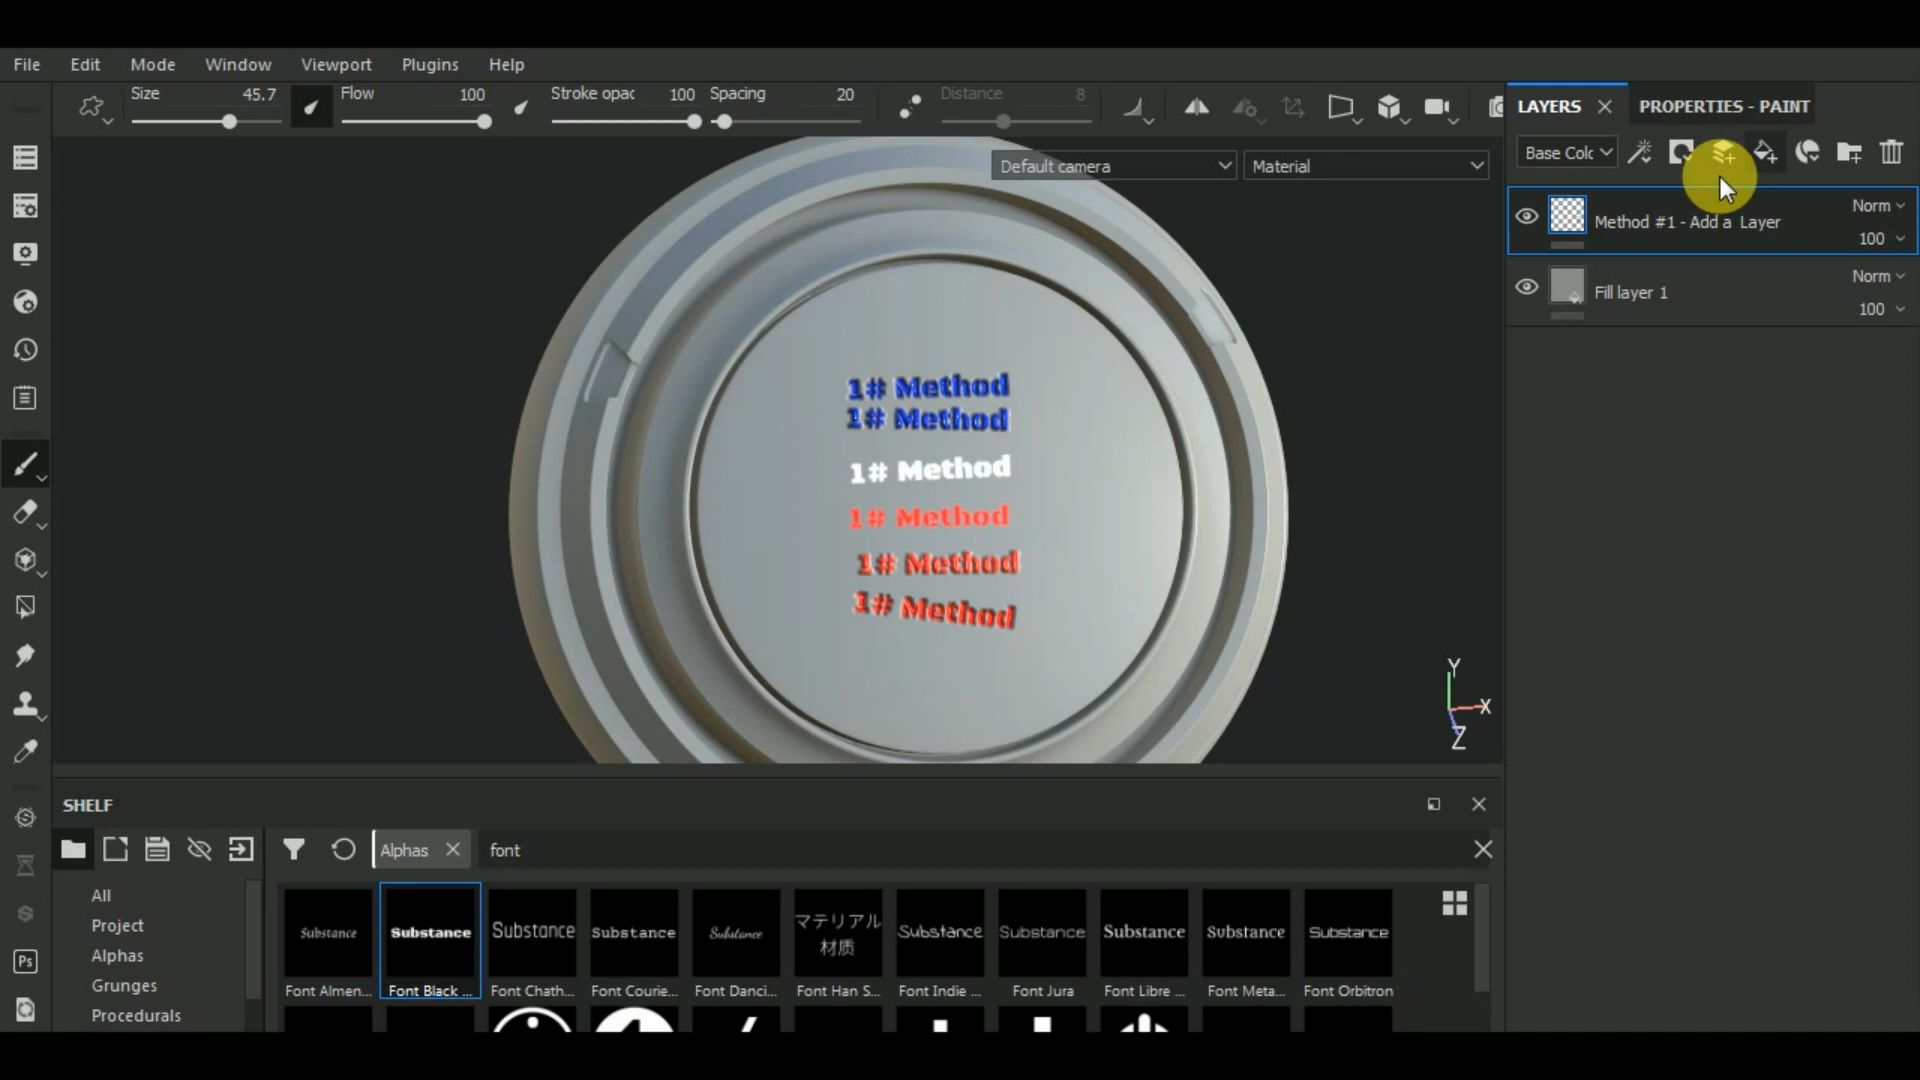 File Edit Mode Window Viewport Plugins Help
Size 45.7 Flow 100 Stroke opac 100 Spacing 20 Distance 8
LAYERS PROPERTIES - PAINT
Default camera Material
Base Colc
Norm
Method #1 - Add a Layer
100
Norm
Fill layer 1
100
1# Method
1# Method
1# Method
1# Method
1# Method
1# Method
Y
X
Z
SHELF
Alphas font
All
Project
Alphas
Grunges
Procedurals
Substance Substance Substance Substance Substance マテリアル Substance Substance Substance Substance Substance
材质
Font Almen... Font Black ... Font Chath... Font Courie... Font Danci... Font Han S... Font Indie ... Font Jura Font Libre ... Font Meta... Font Orbitron
Ps